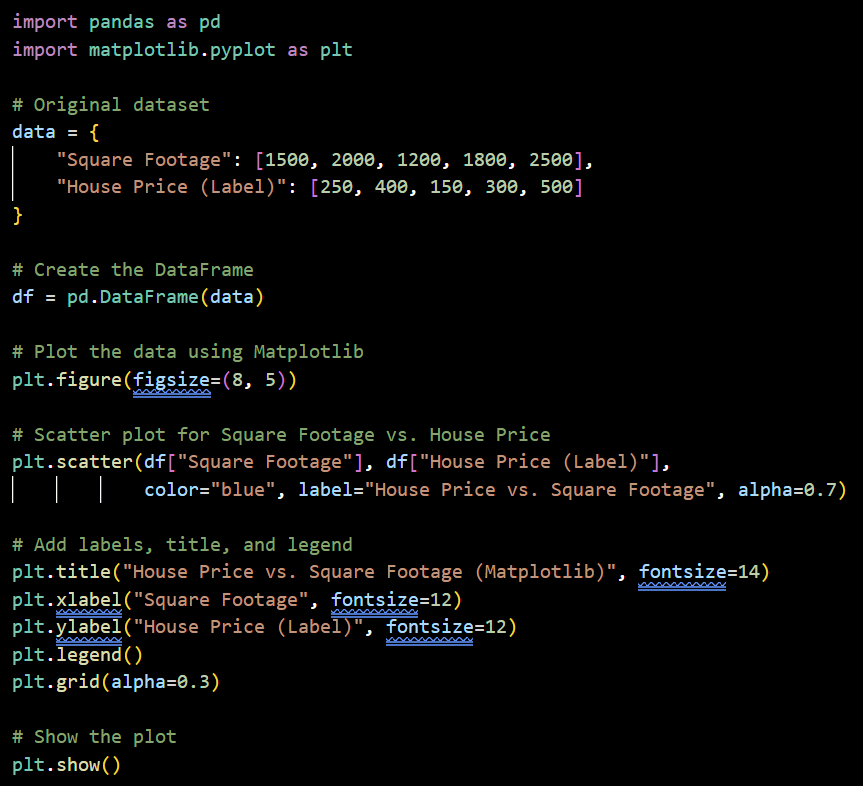 import pandas as pd
import matplotlib.pyplot as plt

# Original dataset
data = {
    "Square Footage": [1500, 2000, 1200, 1800, 2500],
    "House Price (Label)": [250, 400, 150, 300, 500]
}

# Create the DataFrame
df = pd.DataFrame(data)

# Plot the data using Matplotlib
plt.figure(figsize=(8, 5))

# Scatter plot for Square Footage vs. House Price
plt.scatter(df["Square Footage"], df["House Price (Label)"],
            color="blue", label="House Price vs. Square Footage", alpha=0.7)

# Add labels, title, and legend
plt.title("House Price vs. Square Footage (Matplotlib)", fontsize=14)
plt.xlabel("Square Footage", fontsize=12)
plt.ylabel("House Price (Label)", fontsize=12)
plt.legend()
plt.grid(alpha=0.3)

# Show the plot
plt.show()